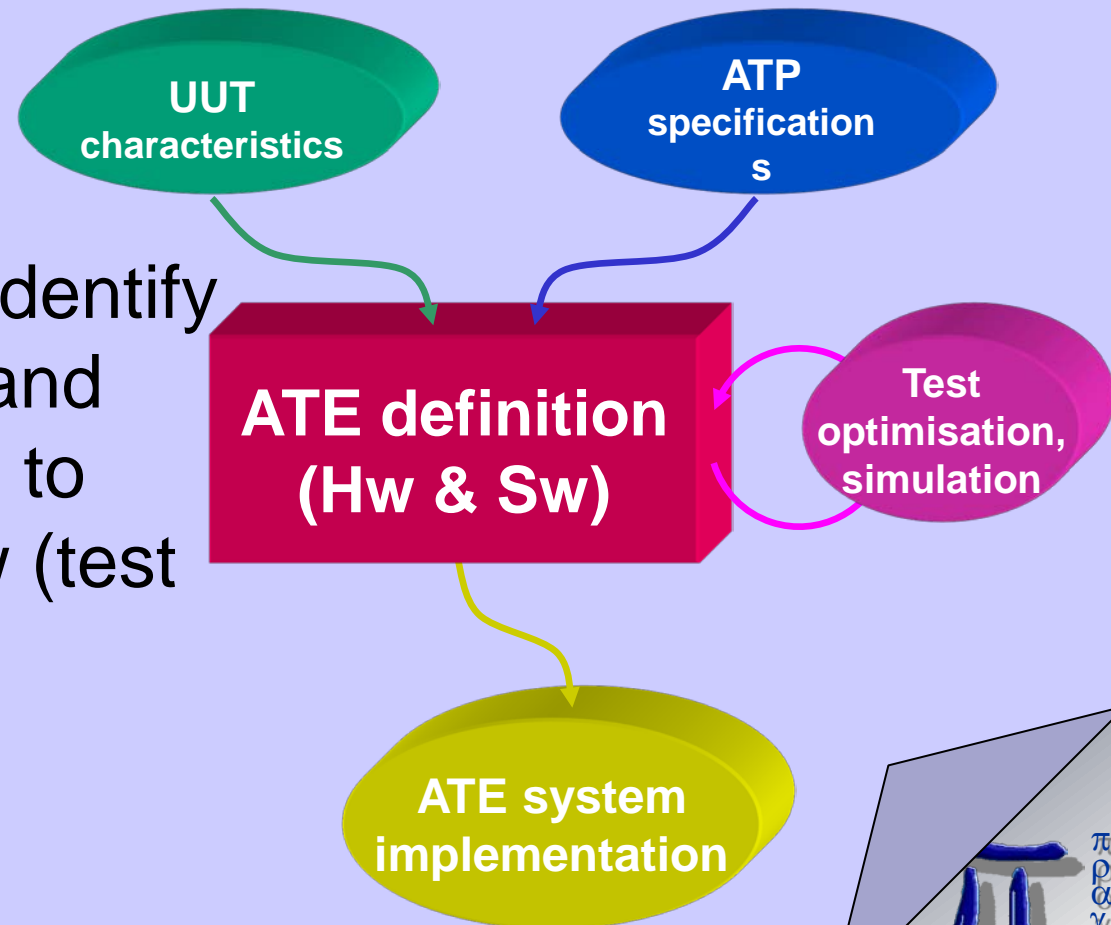 UUT
characteristics
ATP
specification
s
dentify
and
to
(test
ATE definition
(Hw & Sw)
Test
optimisation,
simulation
ATE system
implementation
π
ρ
α
γ